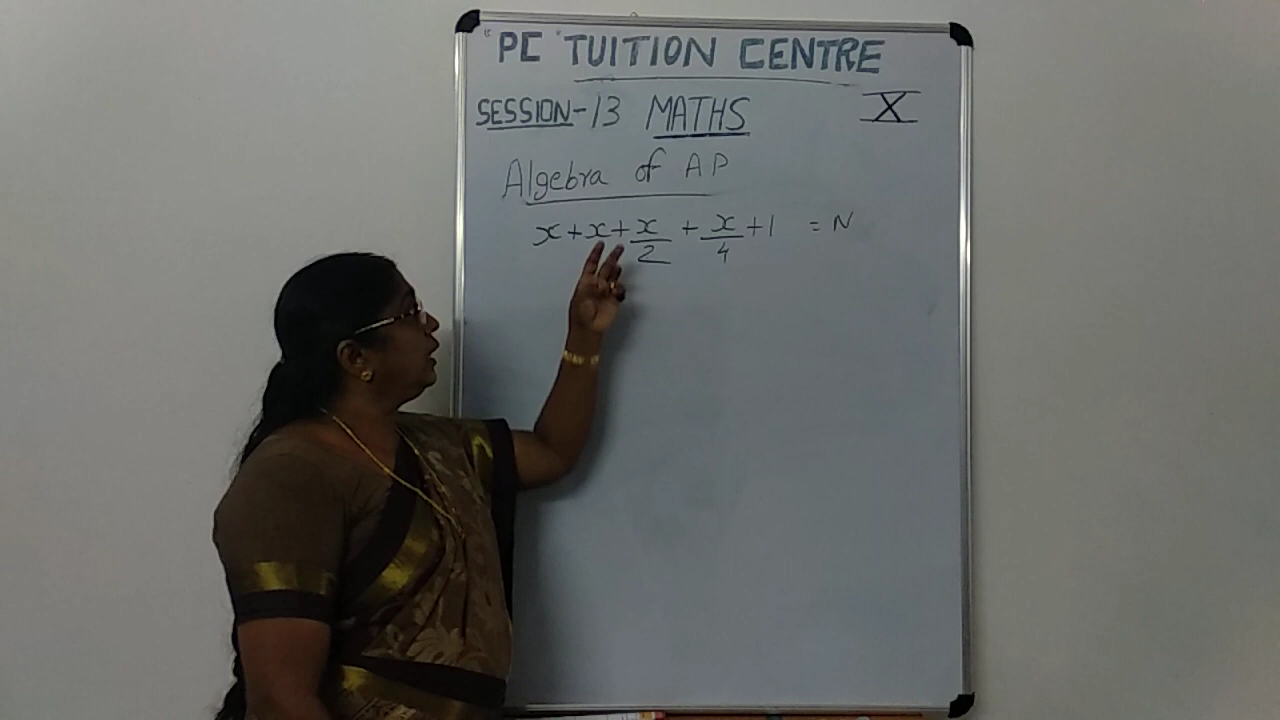 "PC" TUITION CENTRE
SESSION-13 MATHS X
Algebra of AP
x + x + x/2 + x/4 + 1 = N